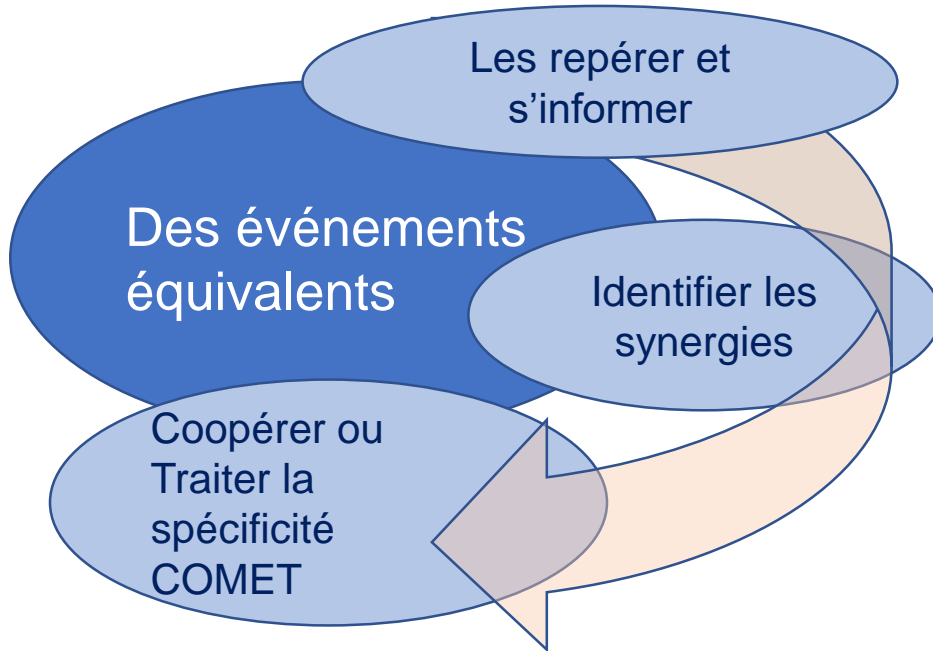 Les repérer et
s’informer
Des événements
équivalents
Identifier les
synergies
Coopérer ou
Traiter la
spécificité
COMET